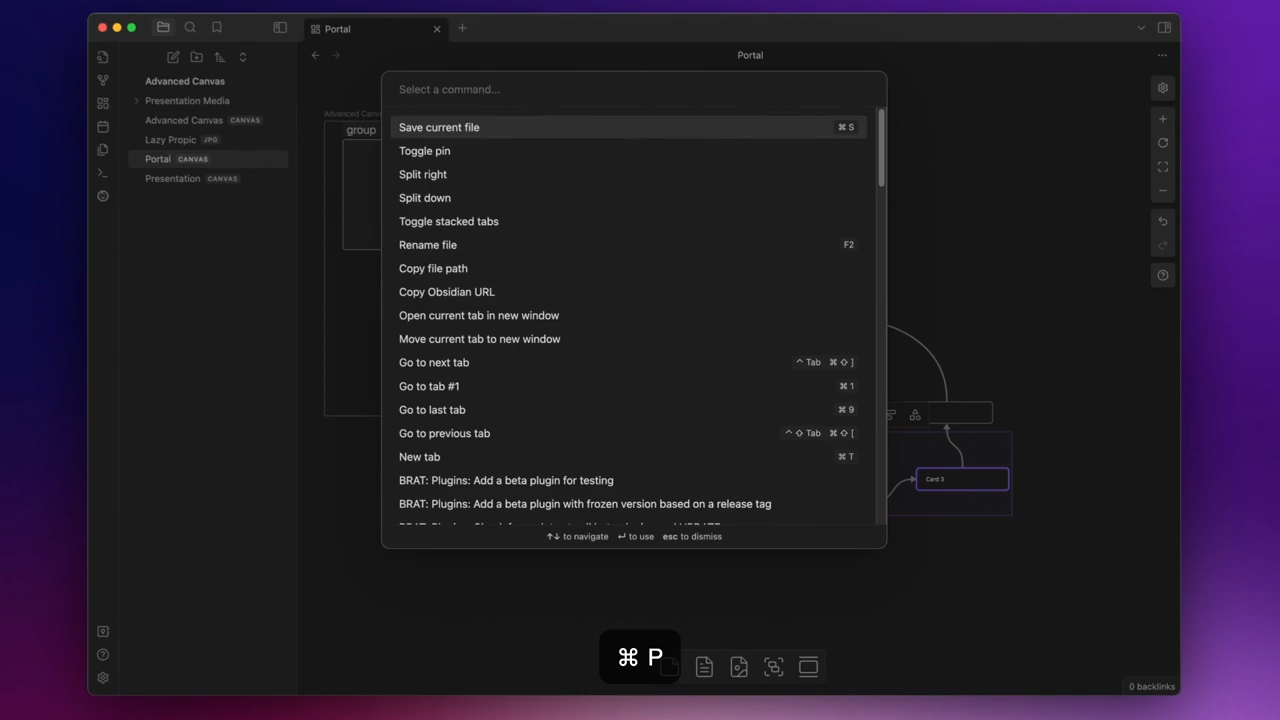 Portal
Portal
Advanced Canvas
Presentation Media
Advanced Canvas CANVAS
Lazy Propic JPG
Portal CANVAS
Presentation CANVAS
Advanced Canv
group
Select a command...
Save current file ⌘ S
Toggle pin
Split right
Split down
Toggle stacked tabs
Rename file F2
Copy file path
Copy Obsidian URL
Open current tab in new window
Move current tab to new window
Go to next tab ^ Tab ⌘ ⇧ ]
Go to tab #1 ⌘ 1
Go to last tab ⌘ 9
Go to previous tab ^ ⇧ Tab ⌘ ⇧ [
New tab ⌘ T
BRAT: Plugins: Add a beta plugin for testing
BRAT: Plugins: Add a beta plugin with frozen version based on a release tag
↑↓ to navigate ↵ to use esc to dismiss
Card 3
⌘ P
0 backlinks